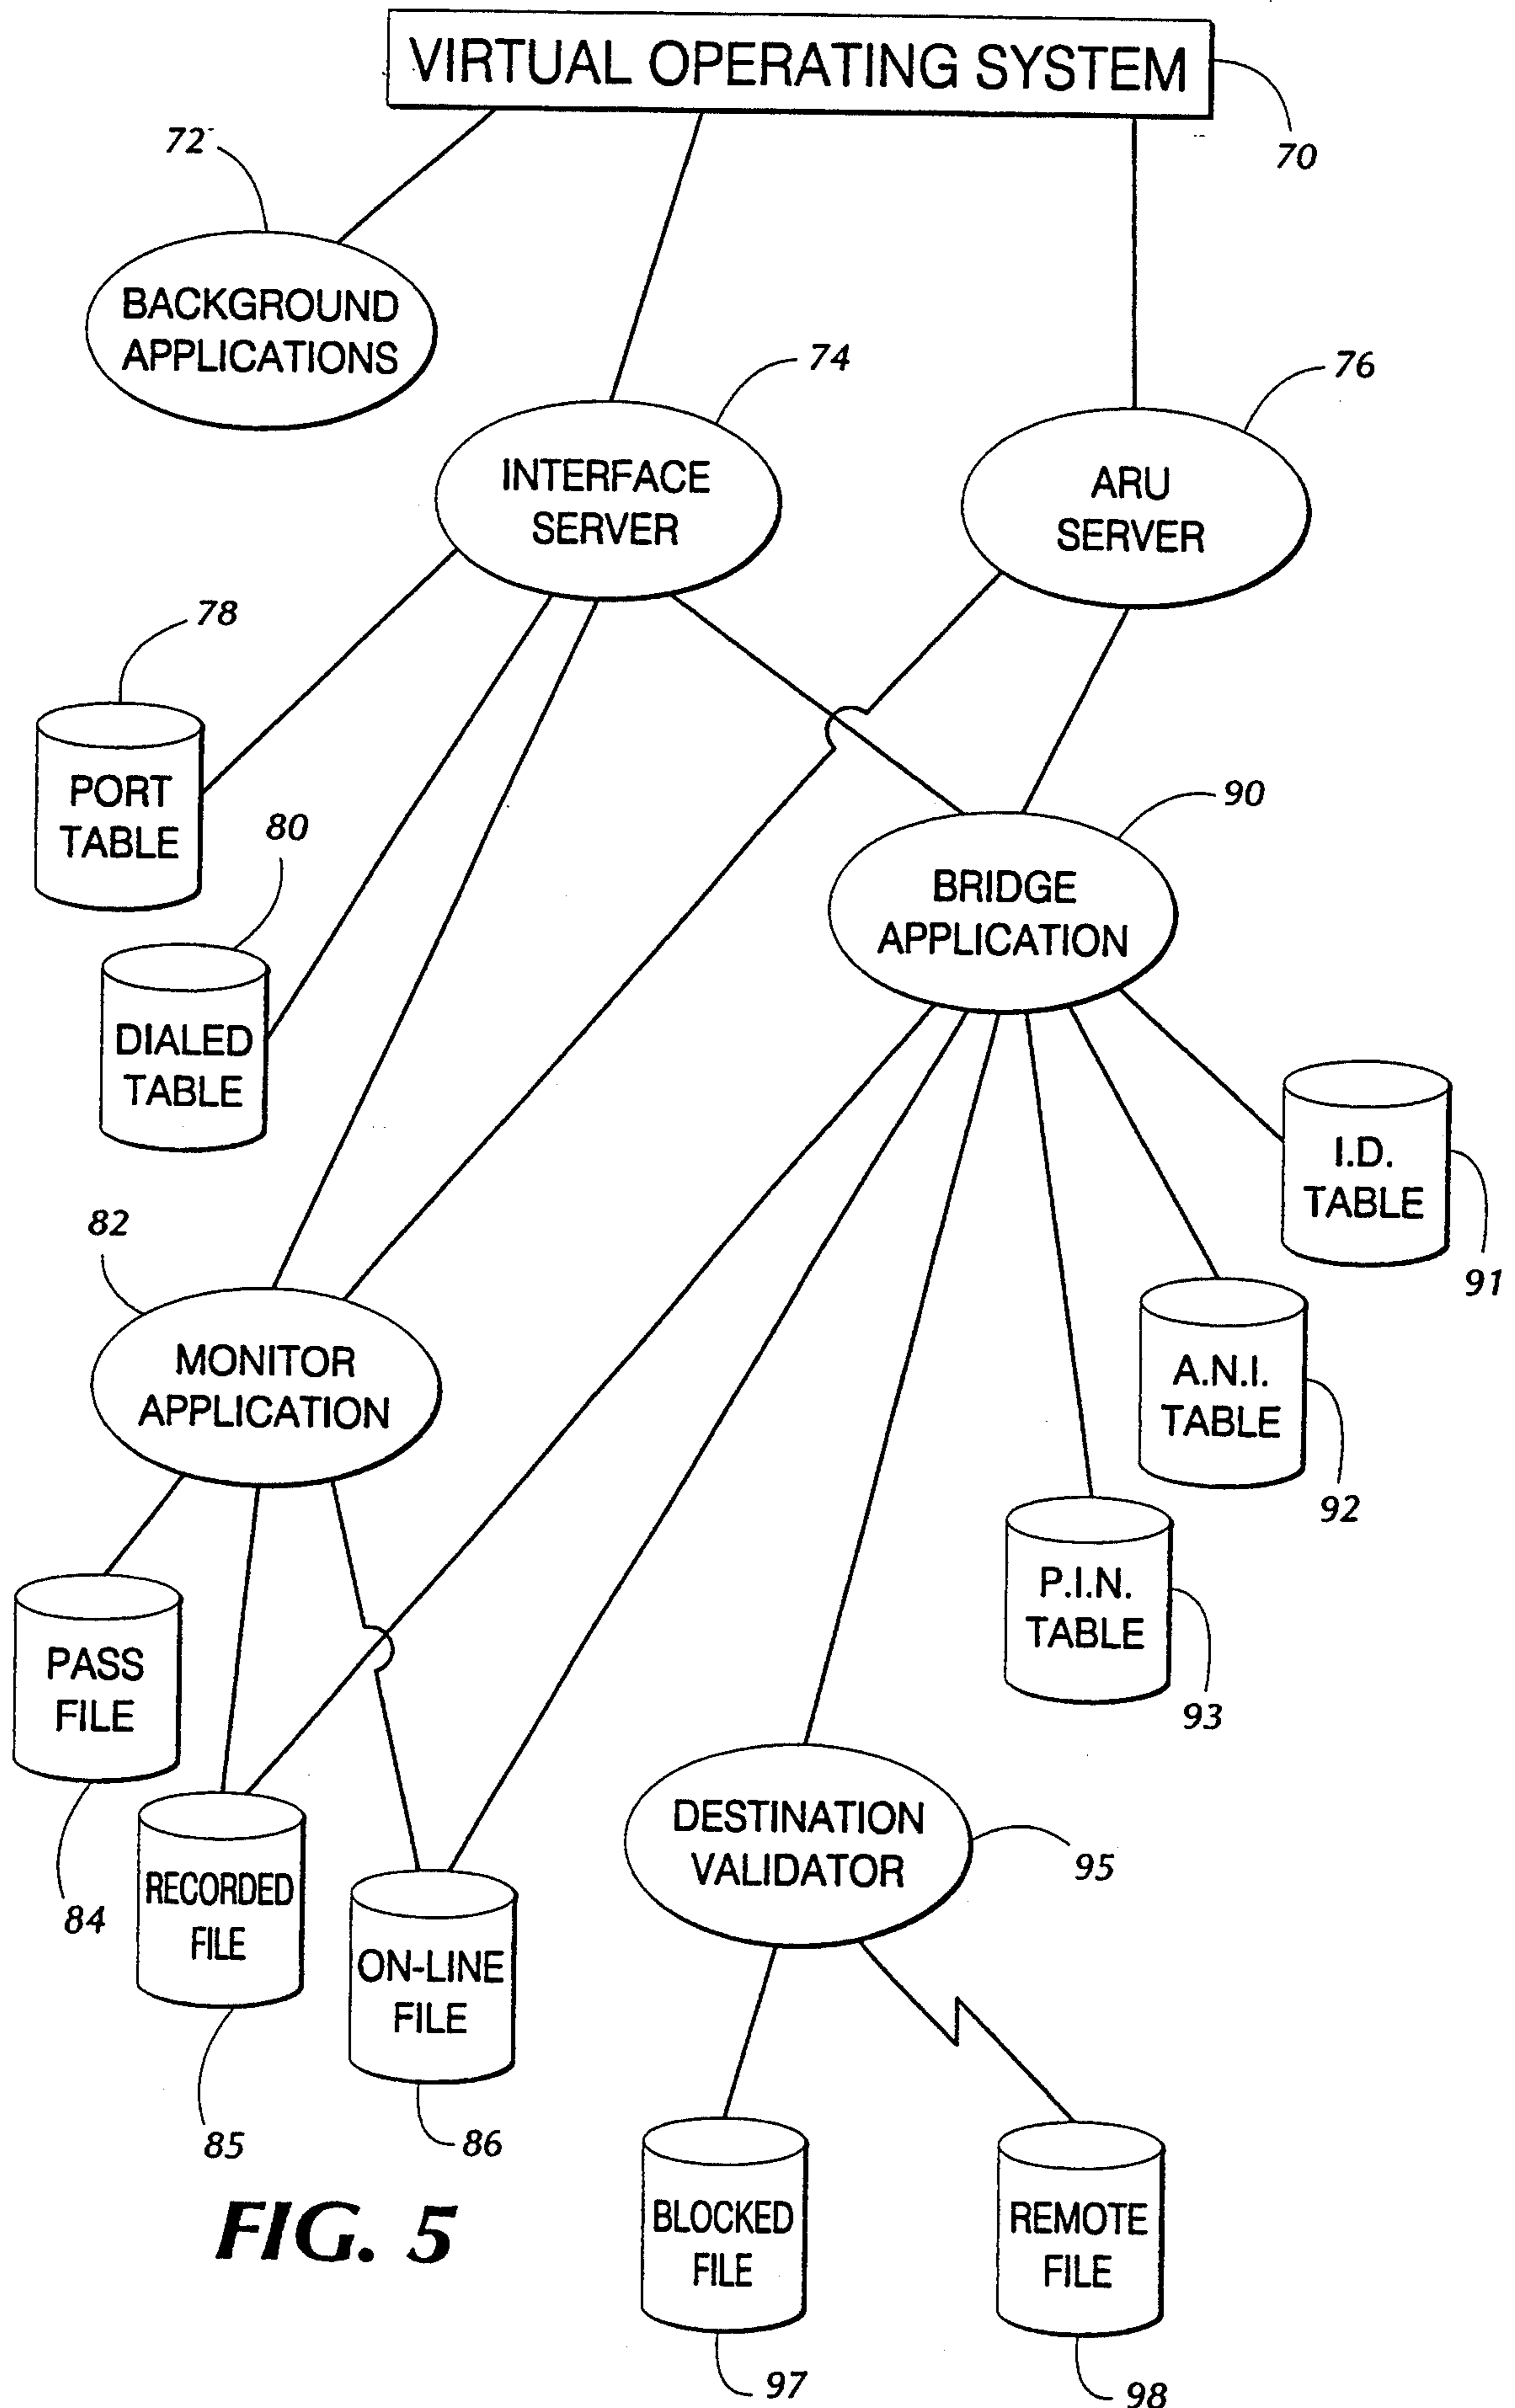 VIRTUAL OPERATING SYSTEM
70
72
BACKGROUND
APPLICATIONS
74
76
INTERFACE
SERVER
ARU
SERVER
78
PORT
TABLE
80
90
BRIDGE
APPLICATION
DIALED
TABLE
I.D.
TABLE
91
82
MONITOR
APPLICATION
A.N.I.
TABLE
92
P.I.N.
TABLE
93
PASS
FILE
84
DESTINATION
VALIDATOR
95
RECORDED
FILE
85
ON-LINE
FILE
86
FIG. 5
BLOCKED
FILE
97
REMOTE
FILE
98